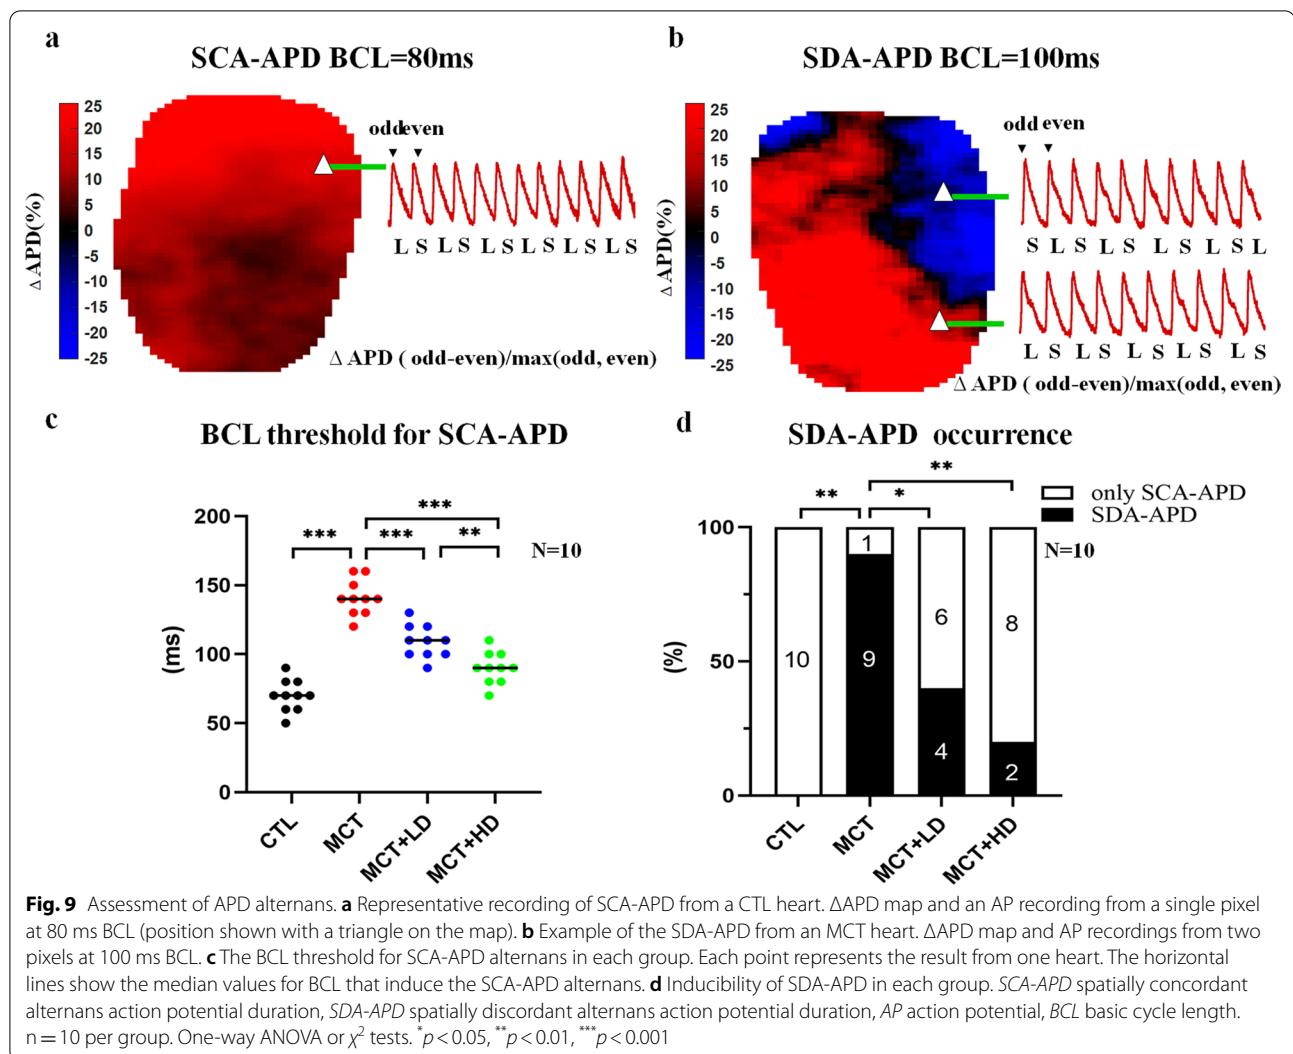 a
SCA-APD BCL=80ms
25
20
15
10
5
0
-5
-10
-15
-20
-25
Δ APD(%)
odd even
L S L S L S L S L S L S
Δ APD ( odd-even)/max(odd, even)
b
SDA-APD BCL=100ms
25
20
15
10
5
0
-5
-10
-15
-20
-25
Δ APD(%)
odd even
S L S L S L S L S L
L S L S L S L S L S
Δ APD ( odd-even)/max(odd, even)
c
BCL threshold for SCA-APD
200
150
100
50
0
(ms)
***
***
***
**
N=10
CTL
MCT
MCT+LD
MCT+HD
d
SDA-APD occurrence
**
**
*
only SCA-APD
SDA-APD
N=10
100
50
0
(%)
10
1
9
6
4
8
2
CTL
MCT
MCT+LD
MCT+HD
Fig. 9 Assessment of APD alternans. a Representative recording of SCA-APD from a CTL heart. ΔAPD map and an AP recording from a single pixel
at 80 ms BCL (position shown with a triangle on the map). b Example of the SDA-APD from an MCT heart. ΔAPD map and AP recordings from two
pixels at 100 ms BCL. c The BCL threshold for SCA-APD alternans in each group. Each point represents the result from one heart. The horizontal
lines show the median values for BCL that induce the SCA-APD alternans. d Inducibility of SDA-APD in each group. SCA-APD spatially concordant
alternans action potential duration, SDA-APD spatially discordant alternans action potential duration, AP action potential, BCL basic cycle length.
n = 10 per group. One-way ANOVA or χ² tests. *p < 0.05, **p < 0.01, ***p < 0.001